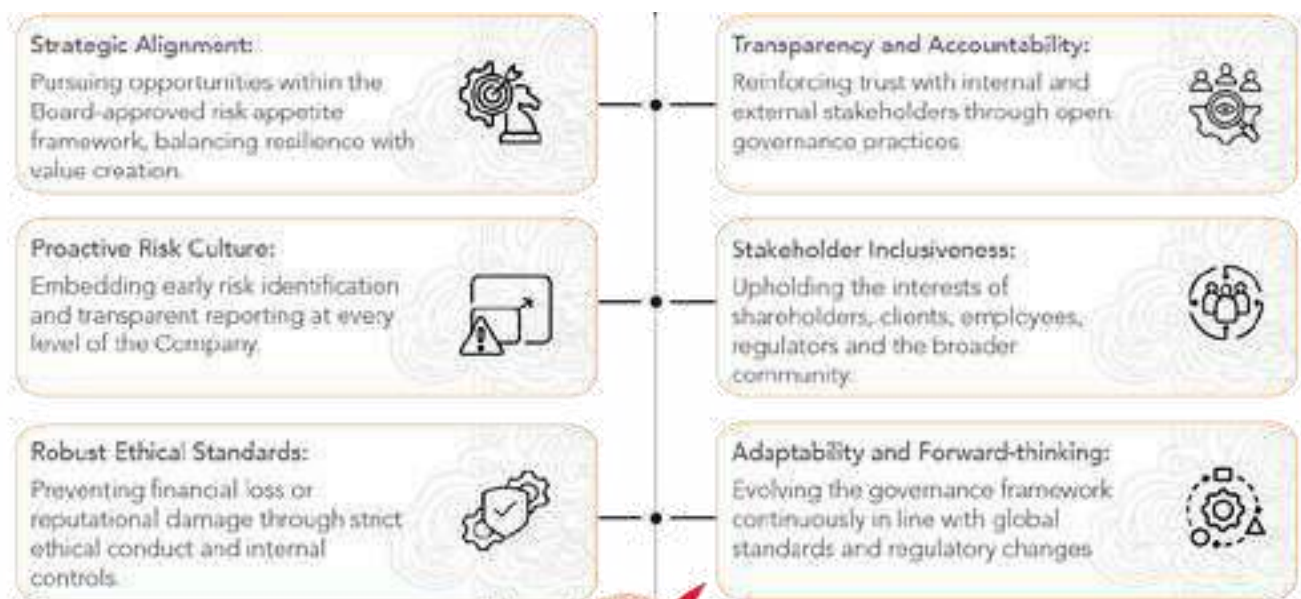 Strategic Alignment:
Pursuing opportunities within the
Board-approved risk appetite
framework, balancing resilience with
value creation.
Transparency and Accountability:
Reinforcing trust with internal and
external stakeholders through open
governance practices
Proactive Risk Culture:
Embedding early risk identification
and transparent reporting at every
level of the Company.
Stakeholder Inclusiveness:
Upholding the interests of
shareholders, clients, employees,
regulators and the broader
community.
Robust Ethical Standards:
Preventing financial loss or
reputational damage through strict
ethical conduct and internal
controls.
Adaptability and Forward-thinking:
Evolving the governance framework
continuously in line with global
standards and regulatory changes